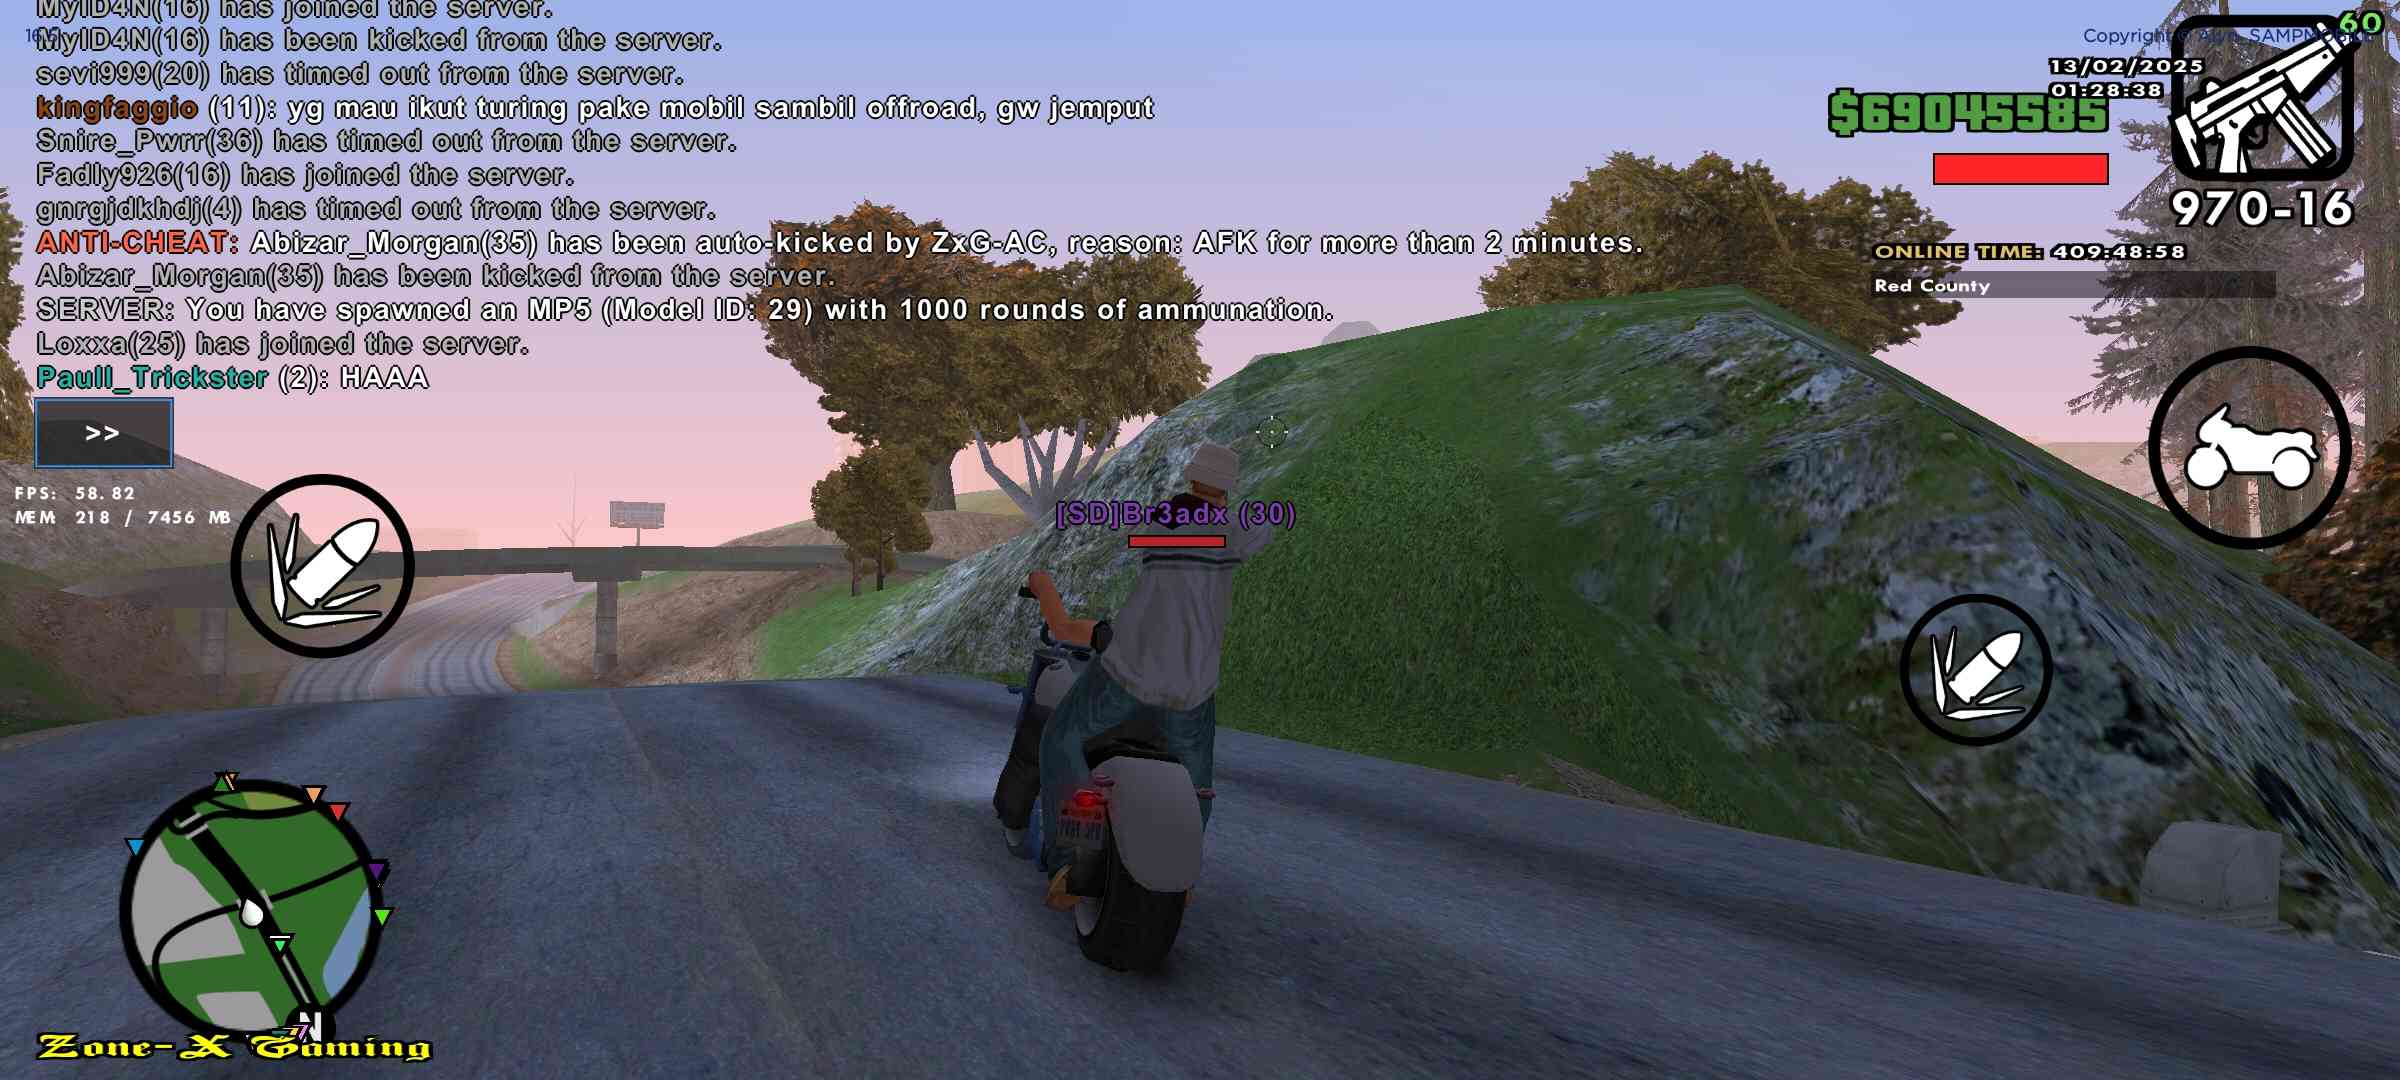 MyID4N(16) has joined the server.
MyID4N(16) has been kicked from the server.
sevi999(20) has timed out from the server.
kingfaggio (11): yg mau ikut turing pake mobil sambil offroad, gw jemput
Snire_Pwrr(36) has timed out from the server.
Fadly926(16) has joined the server.
gnrgjdkhdj(4) has timed out from the server.
ANTI-CHEAT: Abizar_Morgan(35) has been auto-kicked by ZxG-AC, reason: AFK for more than 2 minutes.
Abizar_Morgan(35) has been kicked from the server.
SERVER: You have spawned an MP5 (Model ID: 29) with 1000 rounds of ammunation.
Loxxa(25) has joined the server.
Paull_Trickster (2): HAAA
>>
FPS: 58.82
MEM: 218 / 7456 MB
60
Copyright ©
13/02/2025
01:28:38
$69045585
970-16
ONLINE TIME: 409:48:58
Red County
[SD]Br3adx (30)
N
Zone-X Gaming